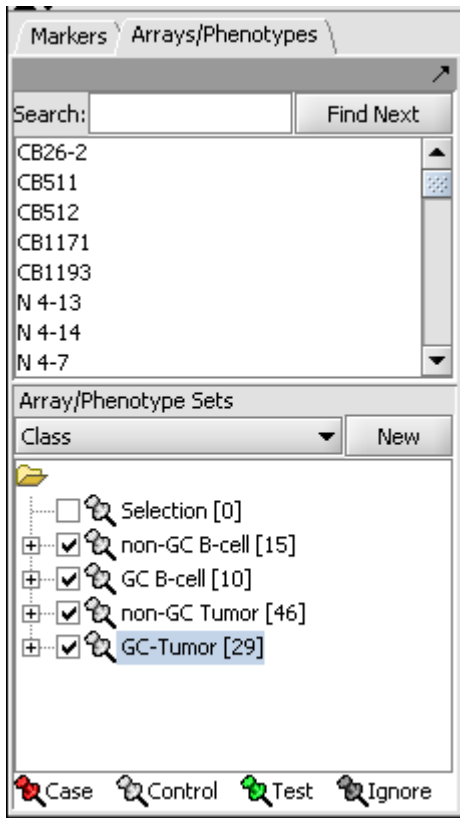 Markers Arrays/Phenotypes
Search: Find Next
CB26-2
CB511
CB512
CB1171
CB1193
N 4-13
N 4-14
N 4-7
Array/Phenotype Sets
Class New
Selection [0]
non-GC B-cell [15]
GC B-cell [10]
non-GC Tumor [46]
GC-Tumor [29]
Case Control Test Ignore